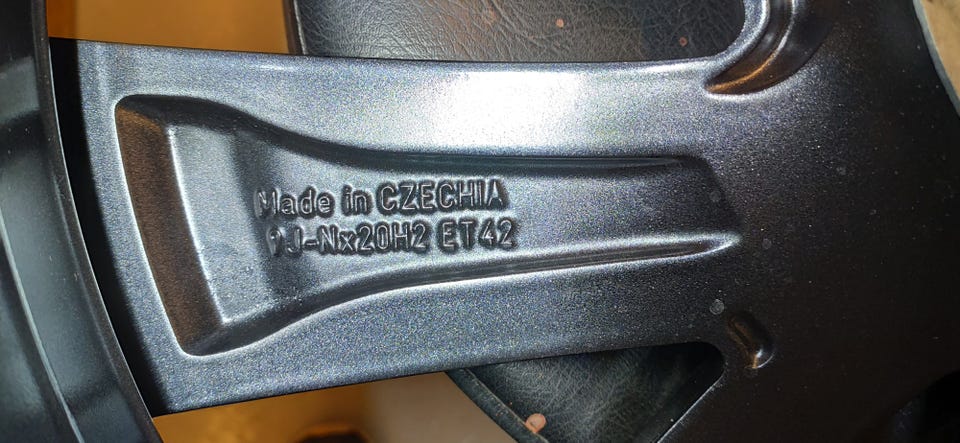 Made in CZECHIA
9J-Nx20H2 ET42